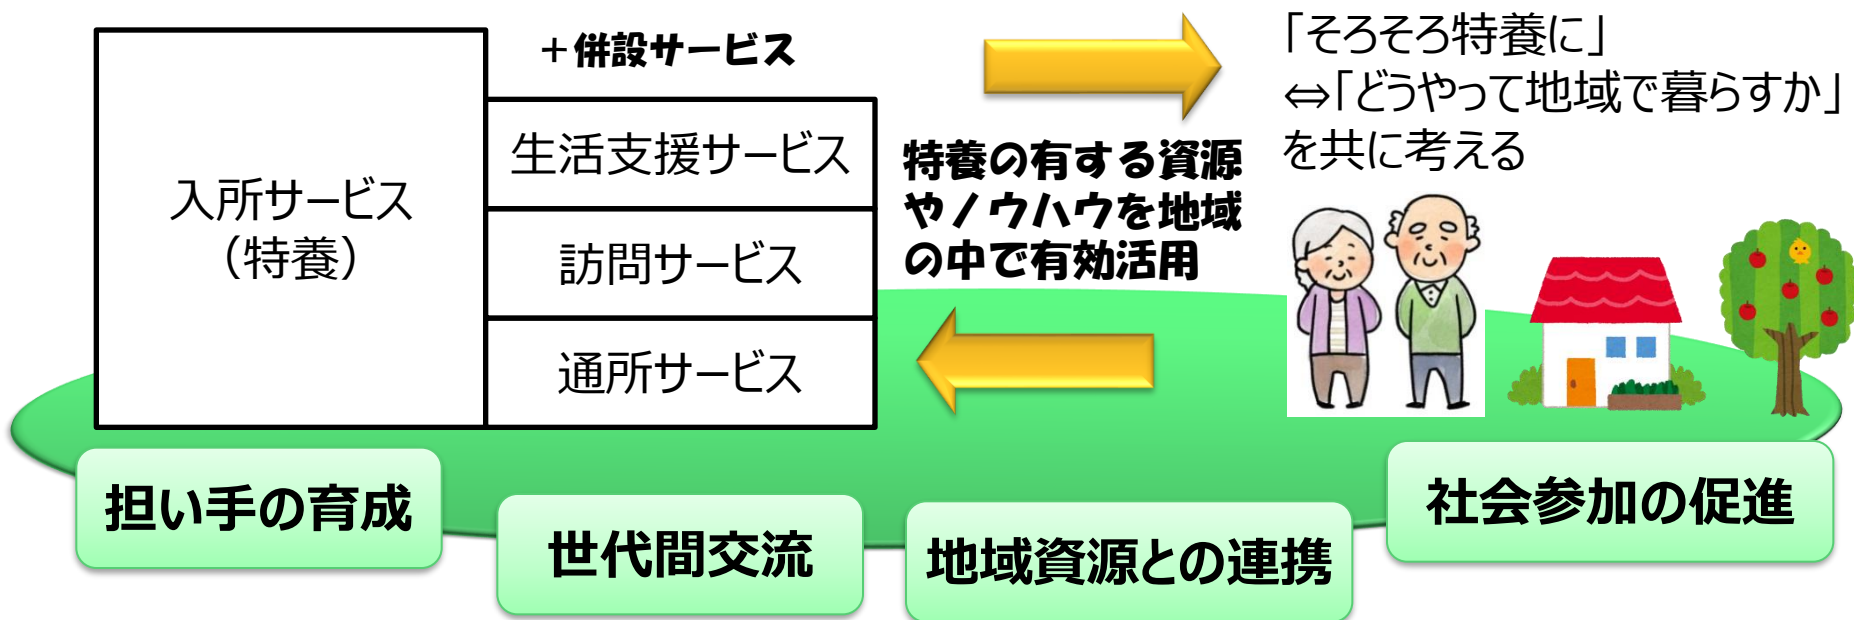 入所サービス
（特養）
＋併設サービス
生活支援サービス
訪問サービス
通所サービス
特養の有する資源
やノウハウを地域
の中で有効活用
「そろそろ特養に」
⇔「どうやって地域で暮らすか」
を共に考える
担い手の育成
世代間交流
地域資源との連携
社会参加の促進